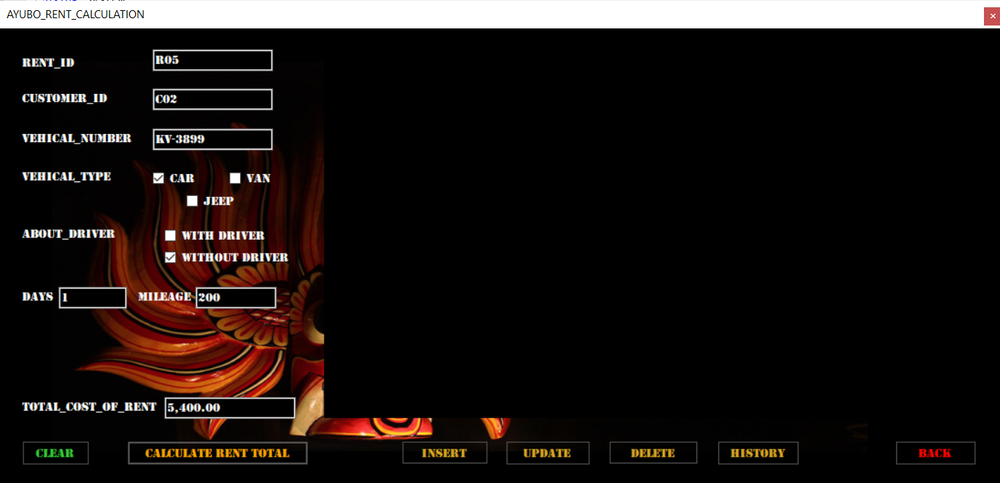 AYUBO_RENT_CALCULATION
RENT_ID R05
CUSTOMER_ID C02
VEHICAL_NUMBER KV-3899
VEHICAL_TYPE CAR VAN
JEEP
ABOUT_DRIVER WITH DRIVER
WITHOUT DRIVER
DAYS 1 MILEAGE 200
TOTAL_COST_OF_RENT 5,400.00
CLEAR CALCULATE RENT TOTAL INSERT UPDATE DELETE HISTORY BACK